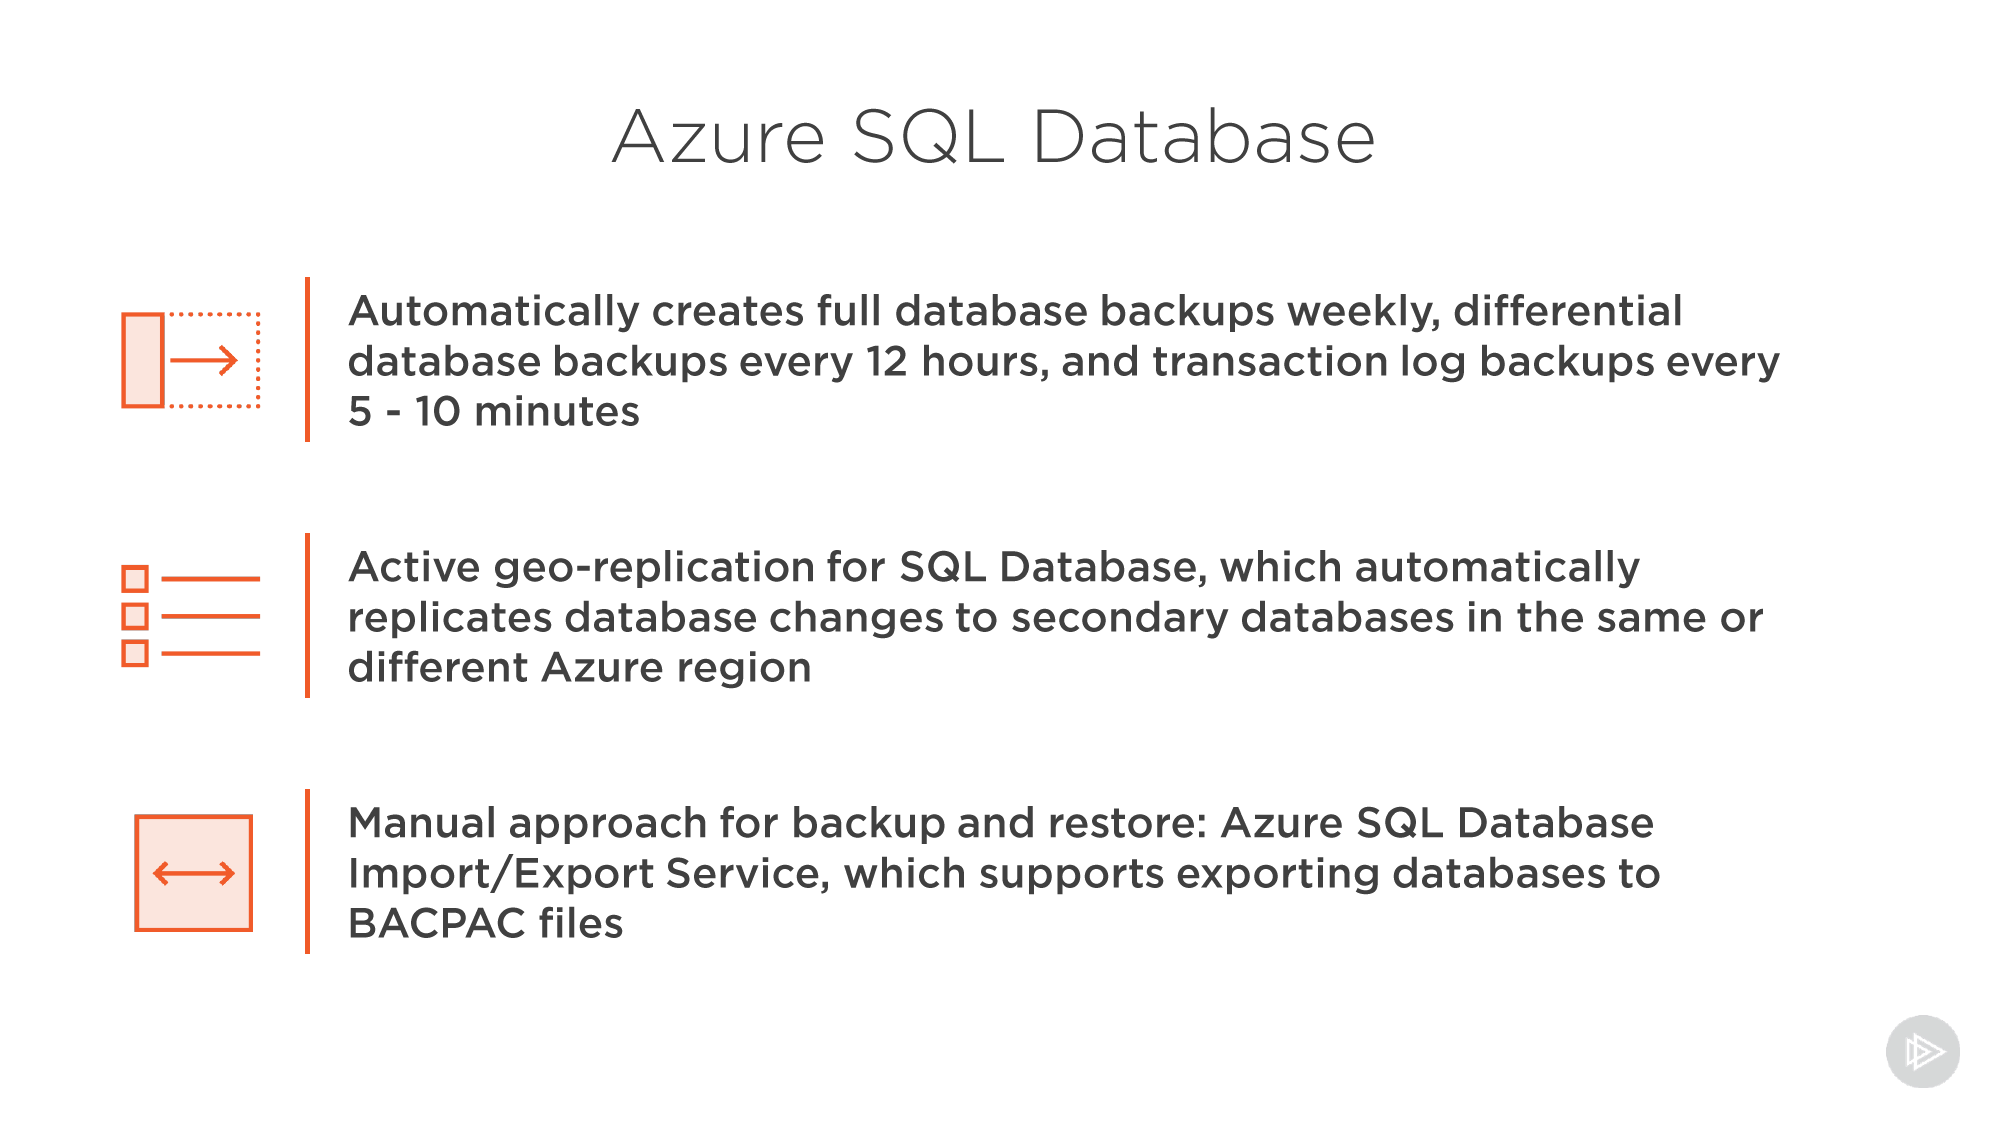 Azure SQL Database
Automatically creates full database backups weekly, differential
database backups every 12 hours, and transaction log backups every
5 - 10 minutes
Active geo-replication for SQL Database, which automatically
replicates database changes to secondary databases in the same or
different Azure region
Manual approach for backup and restore: Azure SQL Database
Import/Export Service, which supports exporting databases to
BACPAC files